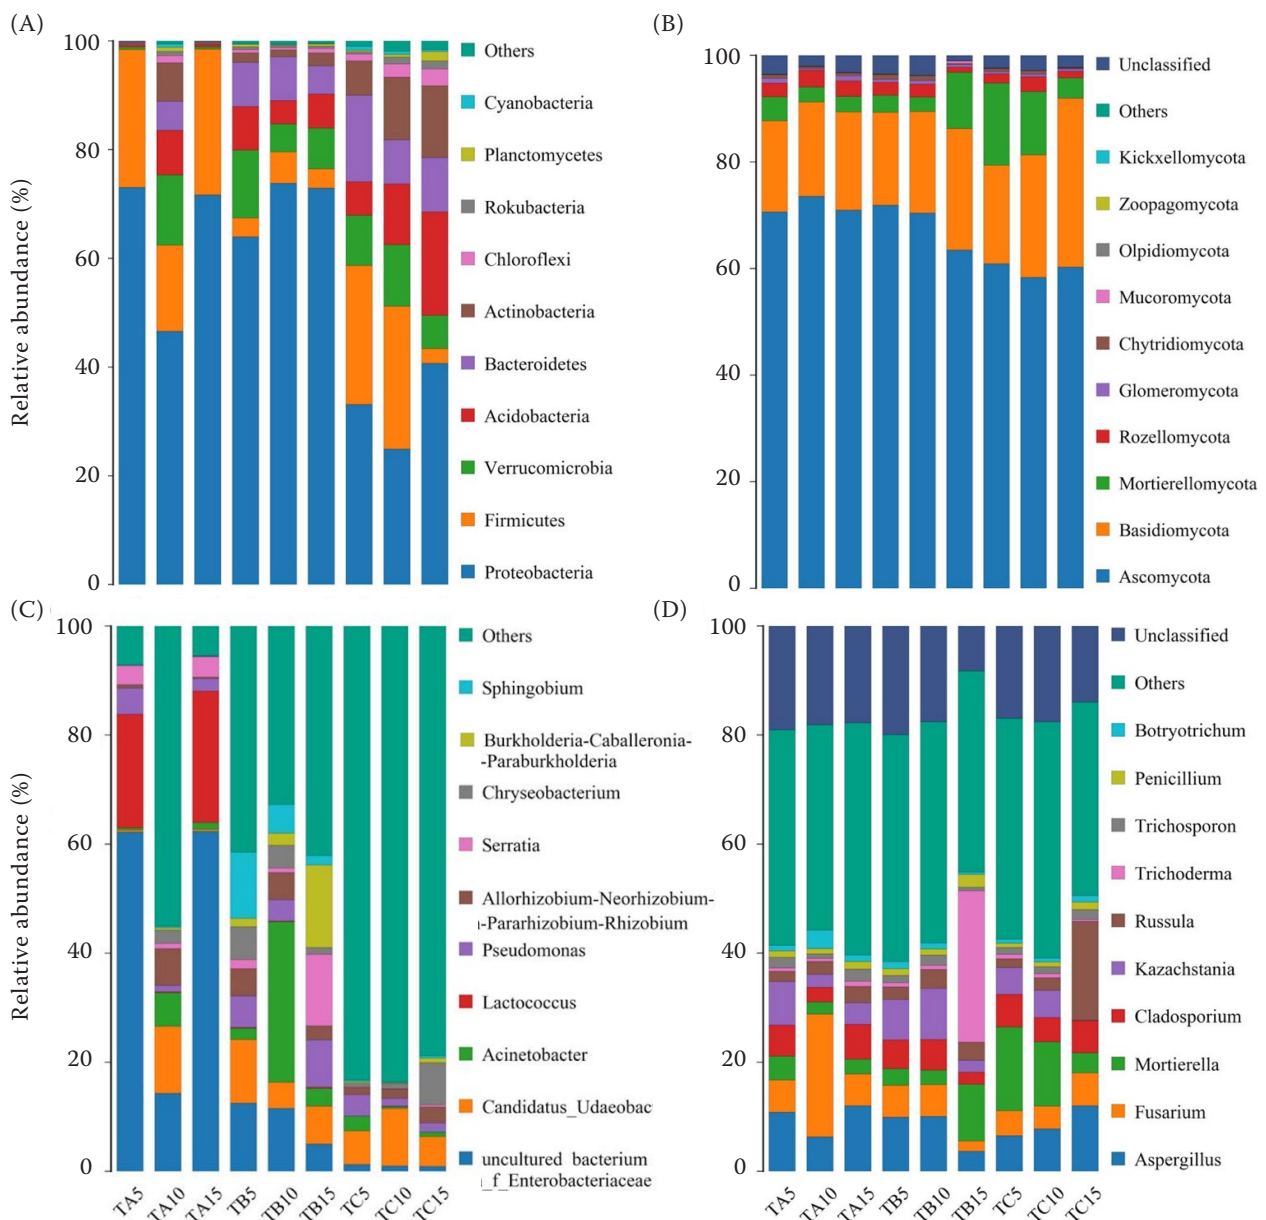 (A)
Relative abundance (%)
100
80
60
40
20
0
Others
Cyanobacteria
Planctomycetes
Rokubacteria
Chloroflexi
Actinobacteria
Bacteroidetes
Acidobacteria
Verrucomicrobia
Firmicutes
Proteobacteria
(B)
100
80
60
40
20
0
Unclassified
Others
Kickxellomycota
Zoopagomycota
Olpidiomycota
Mucoromycota
Chytridiomycota
Glomeromycota
Rozellomycota
Mortierellomycota
Basidiomycota
Ascomycota
(C)
Relative abundance (%)
100
80
60
40
20
0
Others
Sphingobium
Burkholderia-Caballeronia-
-Paraburkholderia
Chryseobacterium
Serratia
Allorhizobium-Neorhizobium-
-Pararhizobium-Rhizobium
Pseudomonas
Lactococcus
Acinetobacter
Candidatus_Udaeobac
uncultured_bacterium
_f_Enterobacteriaceae
TA5 TA10 TA15 TB5 TB10 TB15 TC5 TC10 TC15
(D)
100
80
60
40
20
0
Unclassified
Others
Botryotrichum
Penicillium
Trichosporon
Trichoderma
Russula
Kazachstania
Cladosporium
Mortierella
Fusarium
Aspergillus
TA5 TA10 TA15 TB5 TB10 TB15 TC5 TC10 TC15